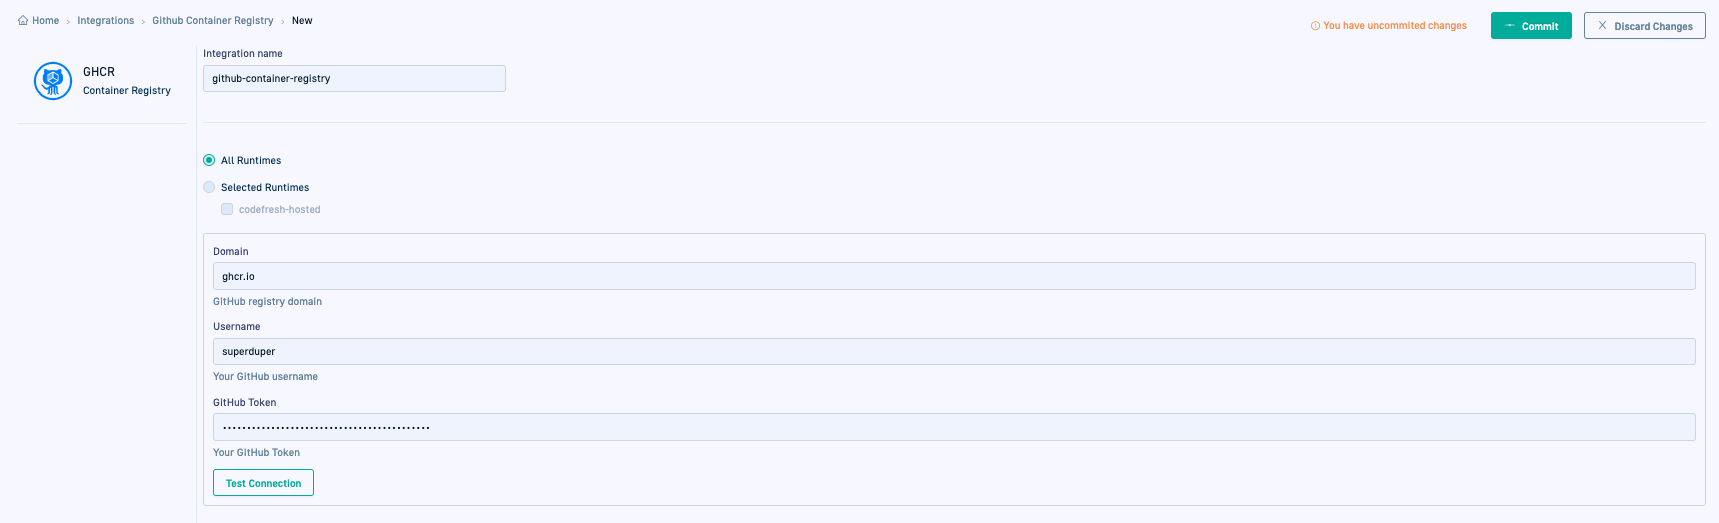 Home › Integrations › Github Container Registry › New
You have uncommited changes
Commit
Discard Changes
GHCR
Container Registry
Integration name
github-container-registry
All Runtimes
Selected Runtimes
codefresh-hosted
Domain
ghcr.io
GitHub registry domain
Username
superduper
Your GitHub username
GitHub Token
•••••••••••••••••••••••••••••••••••••••••••
Your GitHub Token
Test Connection